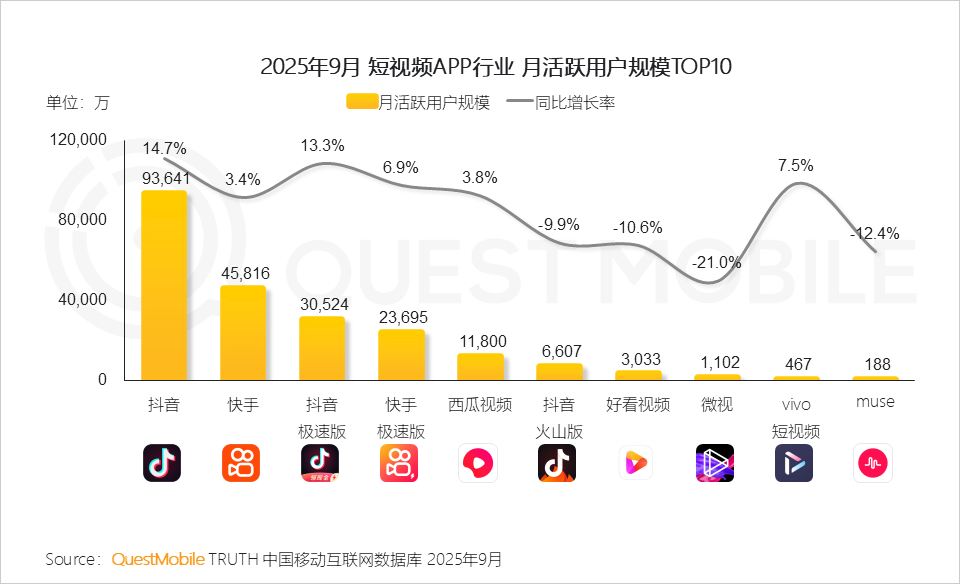 2025年9月 短视频APP行业 月活跃用户规模TOP10
单位：万
月活跃用户规模 同比增长率
120,000
80,000
40,000
0
14.7% 3.4% 13.3% 6.9% 3.8% -9.9% -10.6% -21.0% 7.5% -12.4%
93,641 45,816 30,524 23,695 11,800 6,607 3,033 1,102 467 188
QUEST MOBILE
抖音 快手 抖音 快手 西瓜视频 抖音 好看视频 微视 vivo muse
极速版 极速版 火山版 短视频
Source：QuestMobile TRUTH 中国移动互联网数据库 2025年9月